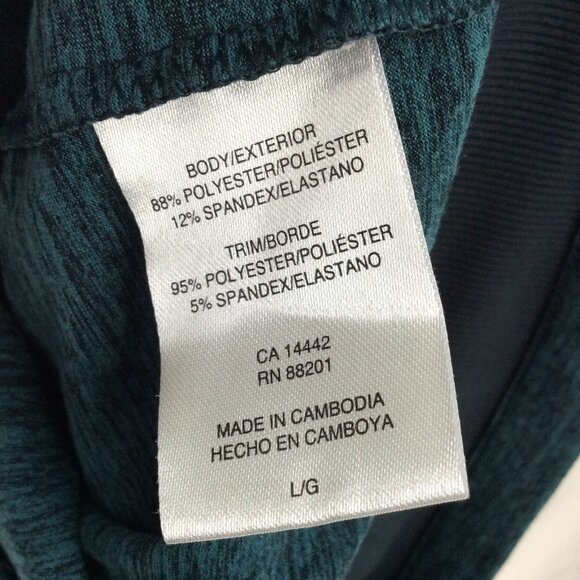 BODY/EXTERIOR
88% POLYESTER/POLIÉSTER
12% SPANDEX/ELASTANO
TRIM/BORDE
95% POLYESTER/POLIÉSTER
5% SPANDEX/ELASTANO
CA 14442
RN 88201
MADE IN CAMBODIA
HECHO EN CAMBOYA
L/G